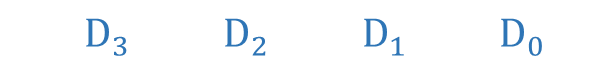 D₃ D₂ D₁ D₀